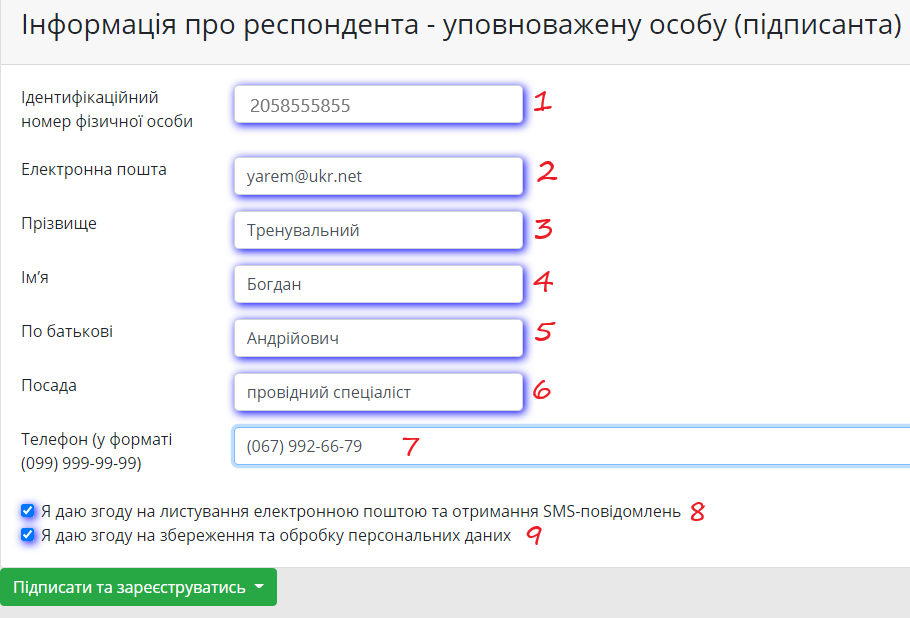 Інформація про респондента - уповноважену особу (підписанта)
Ідентифікаційний
номер фізичної особи
2058555855 1
Електронна пошта
yarem@ukr.net 2
Прізвище
Тренувальний 3
Ім’я
Богдан 4
По батькові
Андрійович 5
Посада
провідний спеціаліст 6
Телефон (у форматі
(099) 999-99-99)
(067) 992-66-79 7
Я даю згоду на листування електронною поштою та отримання SMS-повідомлень 8
Я даю згоду на збереження та обробку персональних даних 9
Підписати та зареєструватись